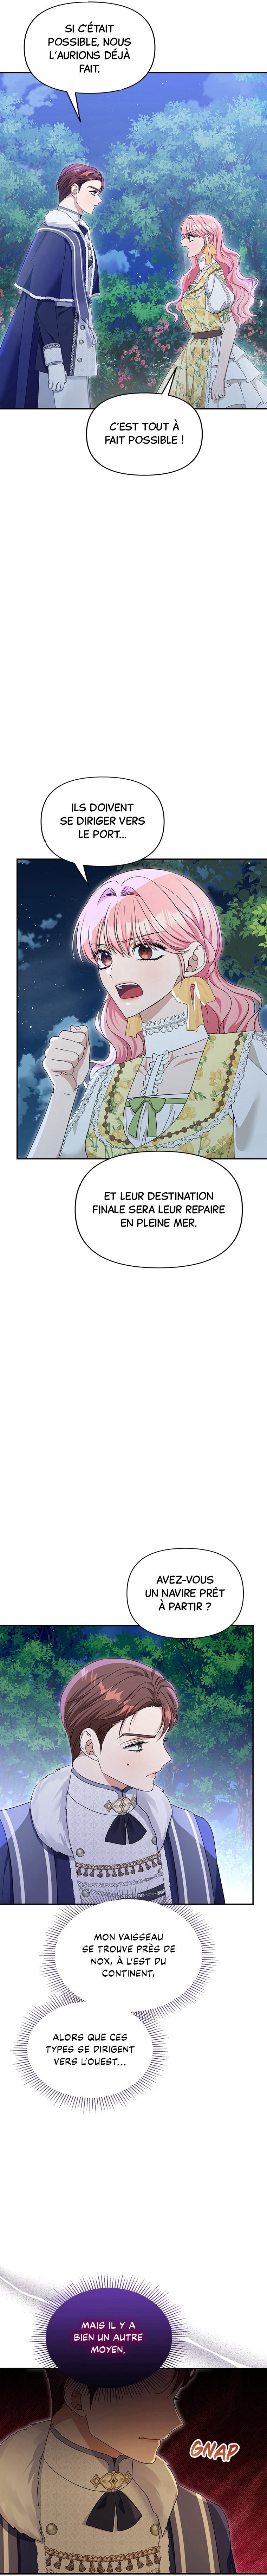 SI C'ÉTAIT
POSSIBLE, NOUS
L'AURIONS DÉJÀ
FAIT.
C'EST TOUT À
FAIT POSSIBLE !
ILS DOIVENT
SE DIRIGER VERS
LE PORT...
ET LEUR DESTINATION
FINALE SERA LEUR REPAIRE
EN PLEINE MER.
AVEZ-VOUS
UN NAVIRE PRÊT
À PARTIR ?
MON VAISSEAU
SE TROUVE PRÈS DE
NOX, À L'EST DU
CONTINENT,
ALORS QUE CES
TYPES SE DIRIGENT
VERS L'OUEST...
MAIS IL Y A
BIEN UN AUTRE
MOYEN.
GNAP